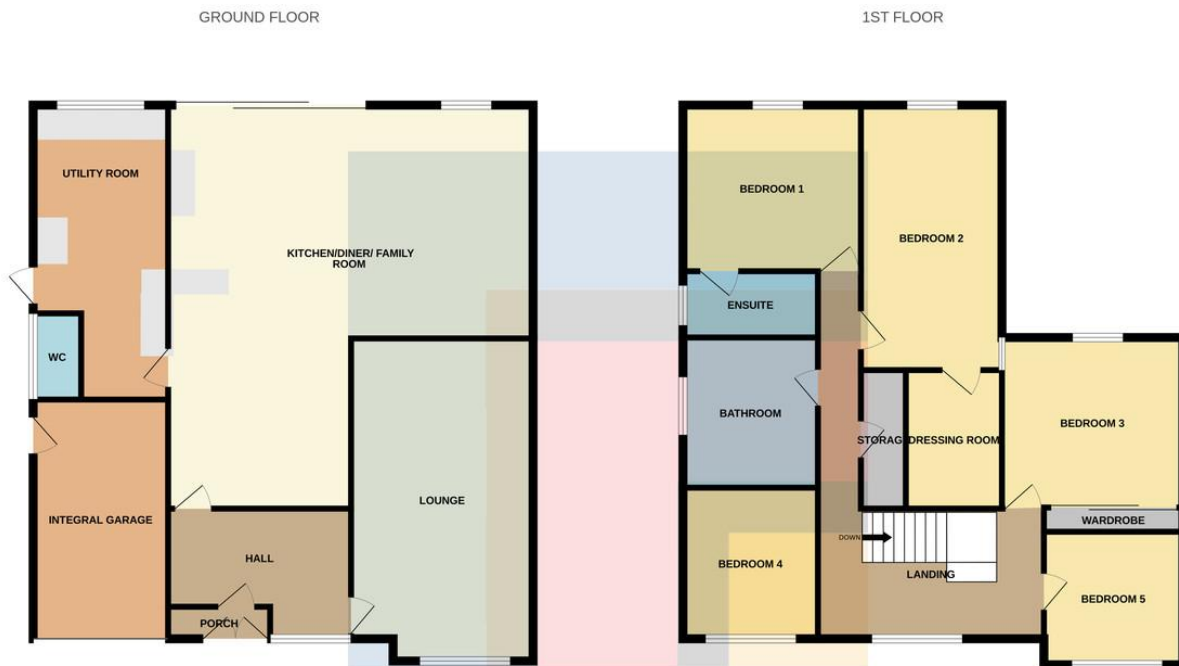 GROUND FLOOR
1ST FLOOR
UTILITY ROOM
KITCHEN/DINER/ FAMILY
ROOM
WC
INTEGRAL GARAGE
LOUNGE
HALL
PORCH
BEDROOM 1
BEDROOM 2
ENSUITE
BATHROOM
STORAG
DRESSING ROOM
BEDROOM 3
WARDROBE
DOWN
LANDING
BEDROOM 4
BEDROOM 5